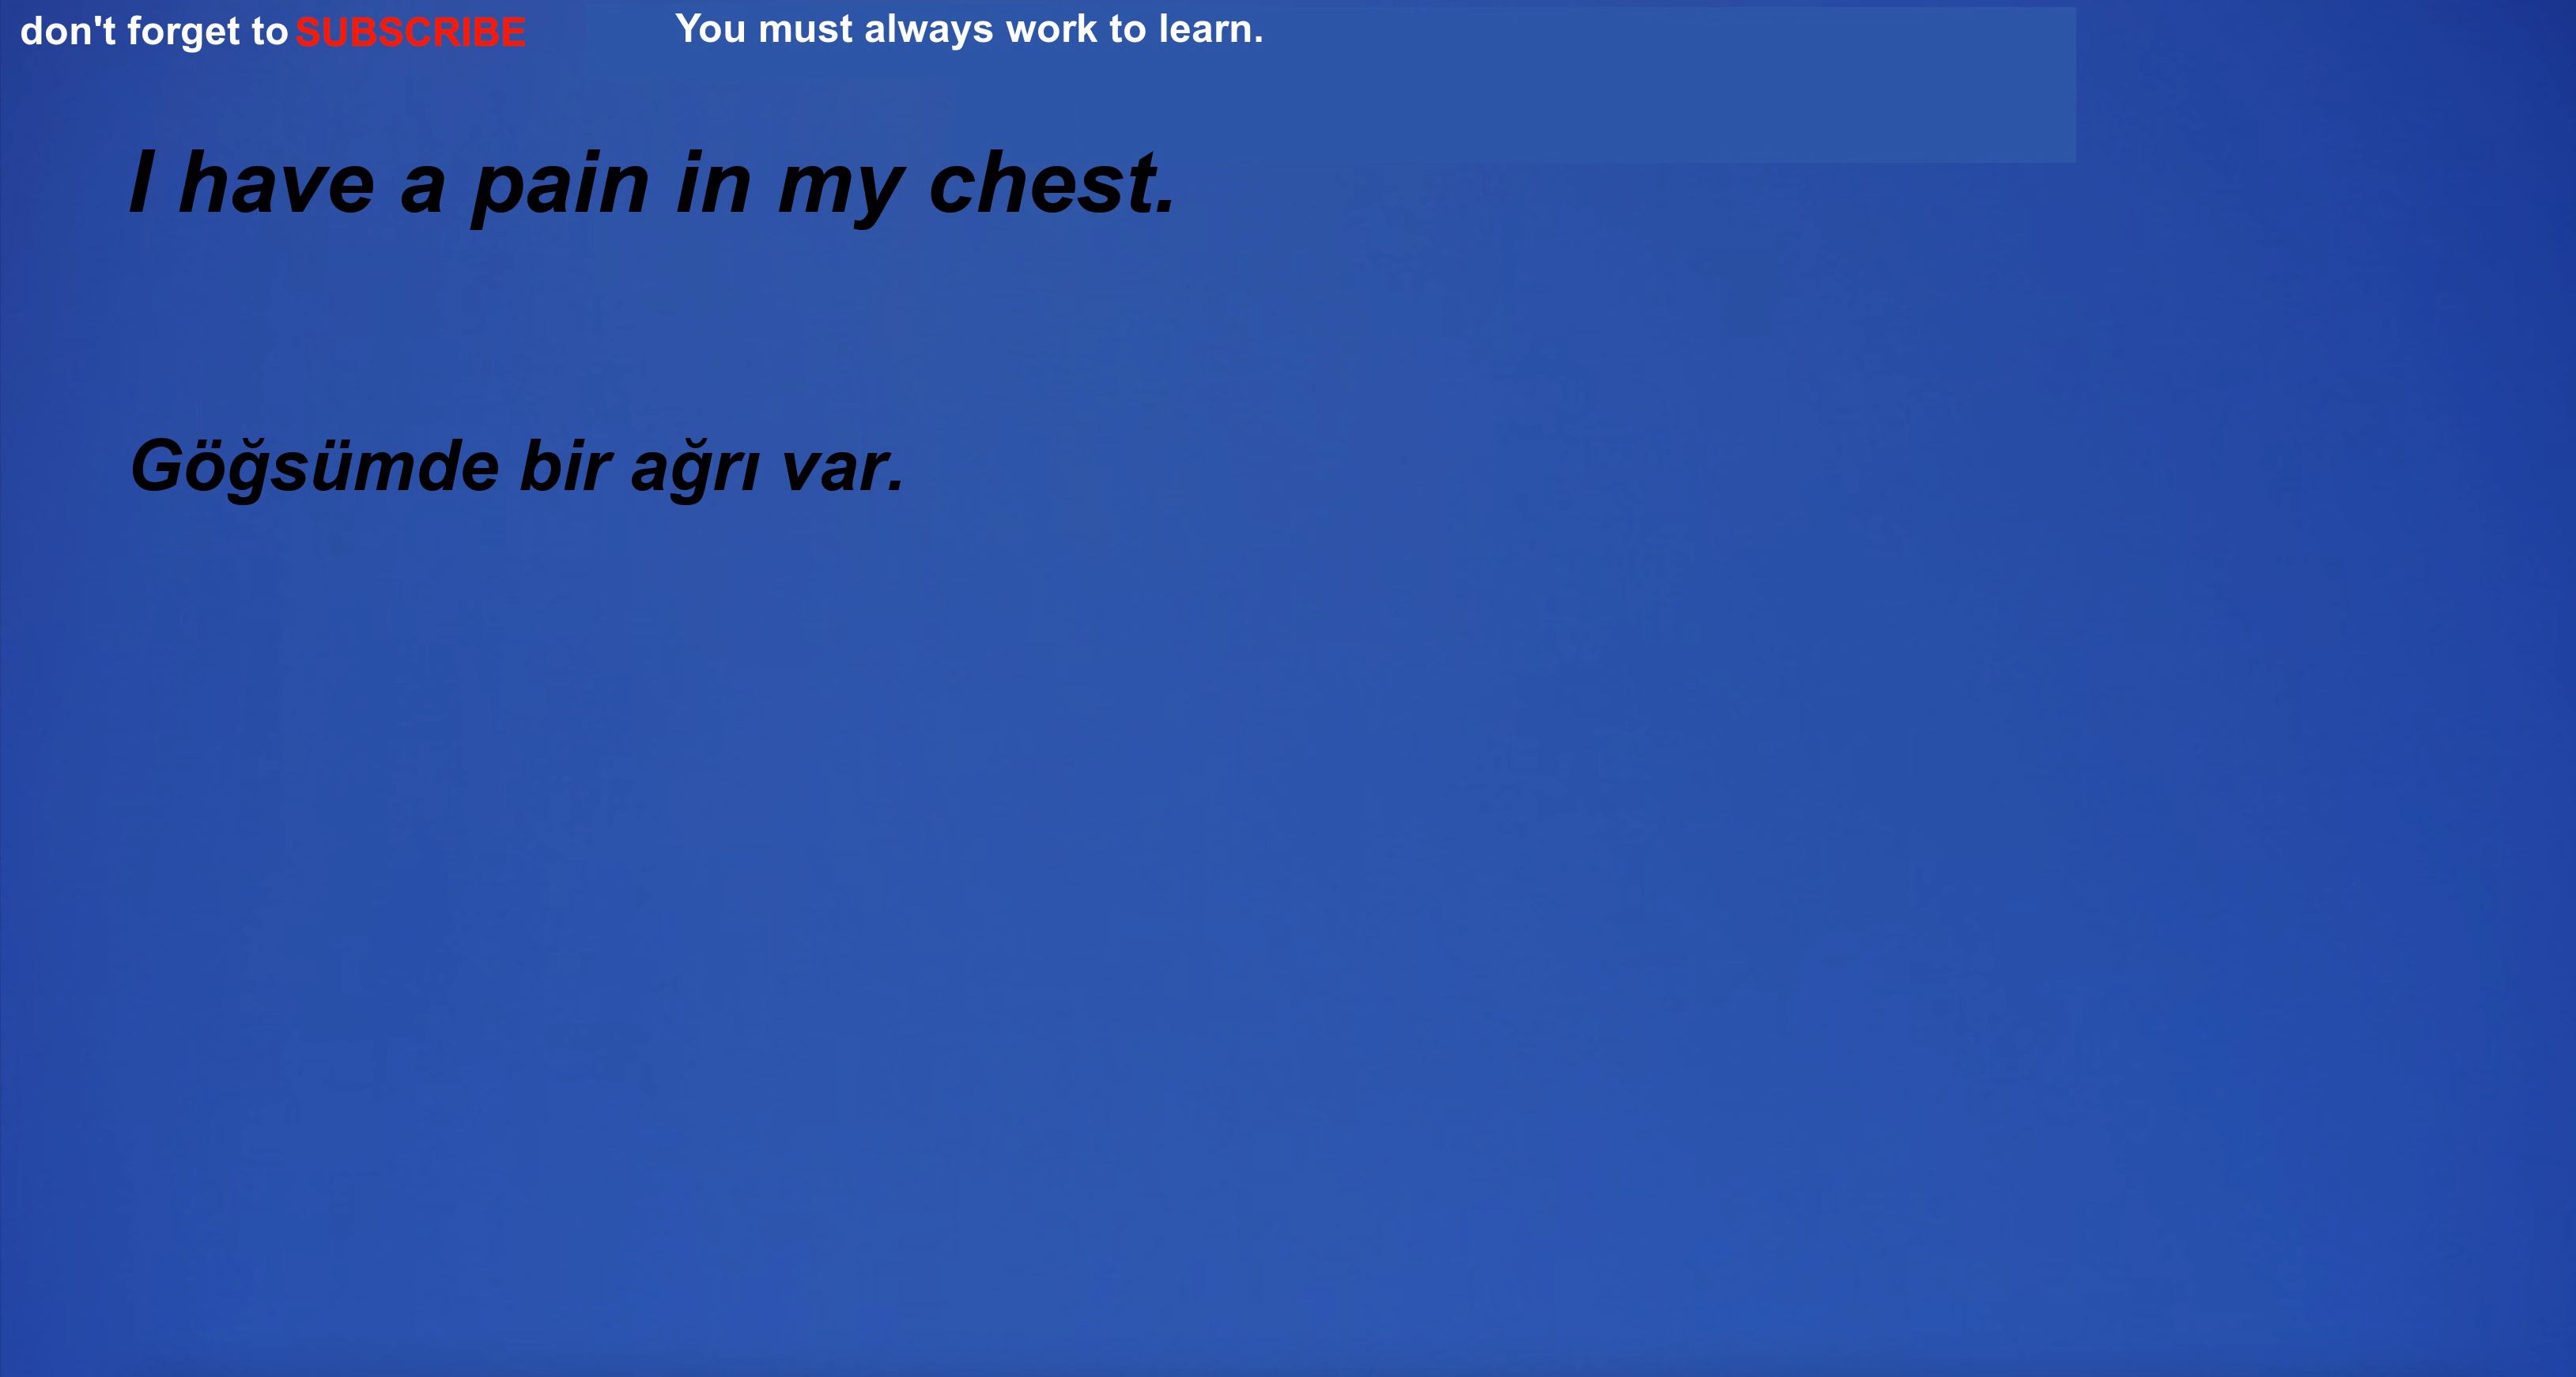 don't forget to SUBSCRIBE You must always work to learn.
I have a pain in my chest.
Göğsümde bir ağrı var.